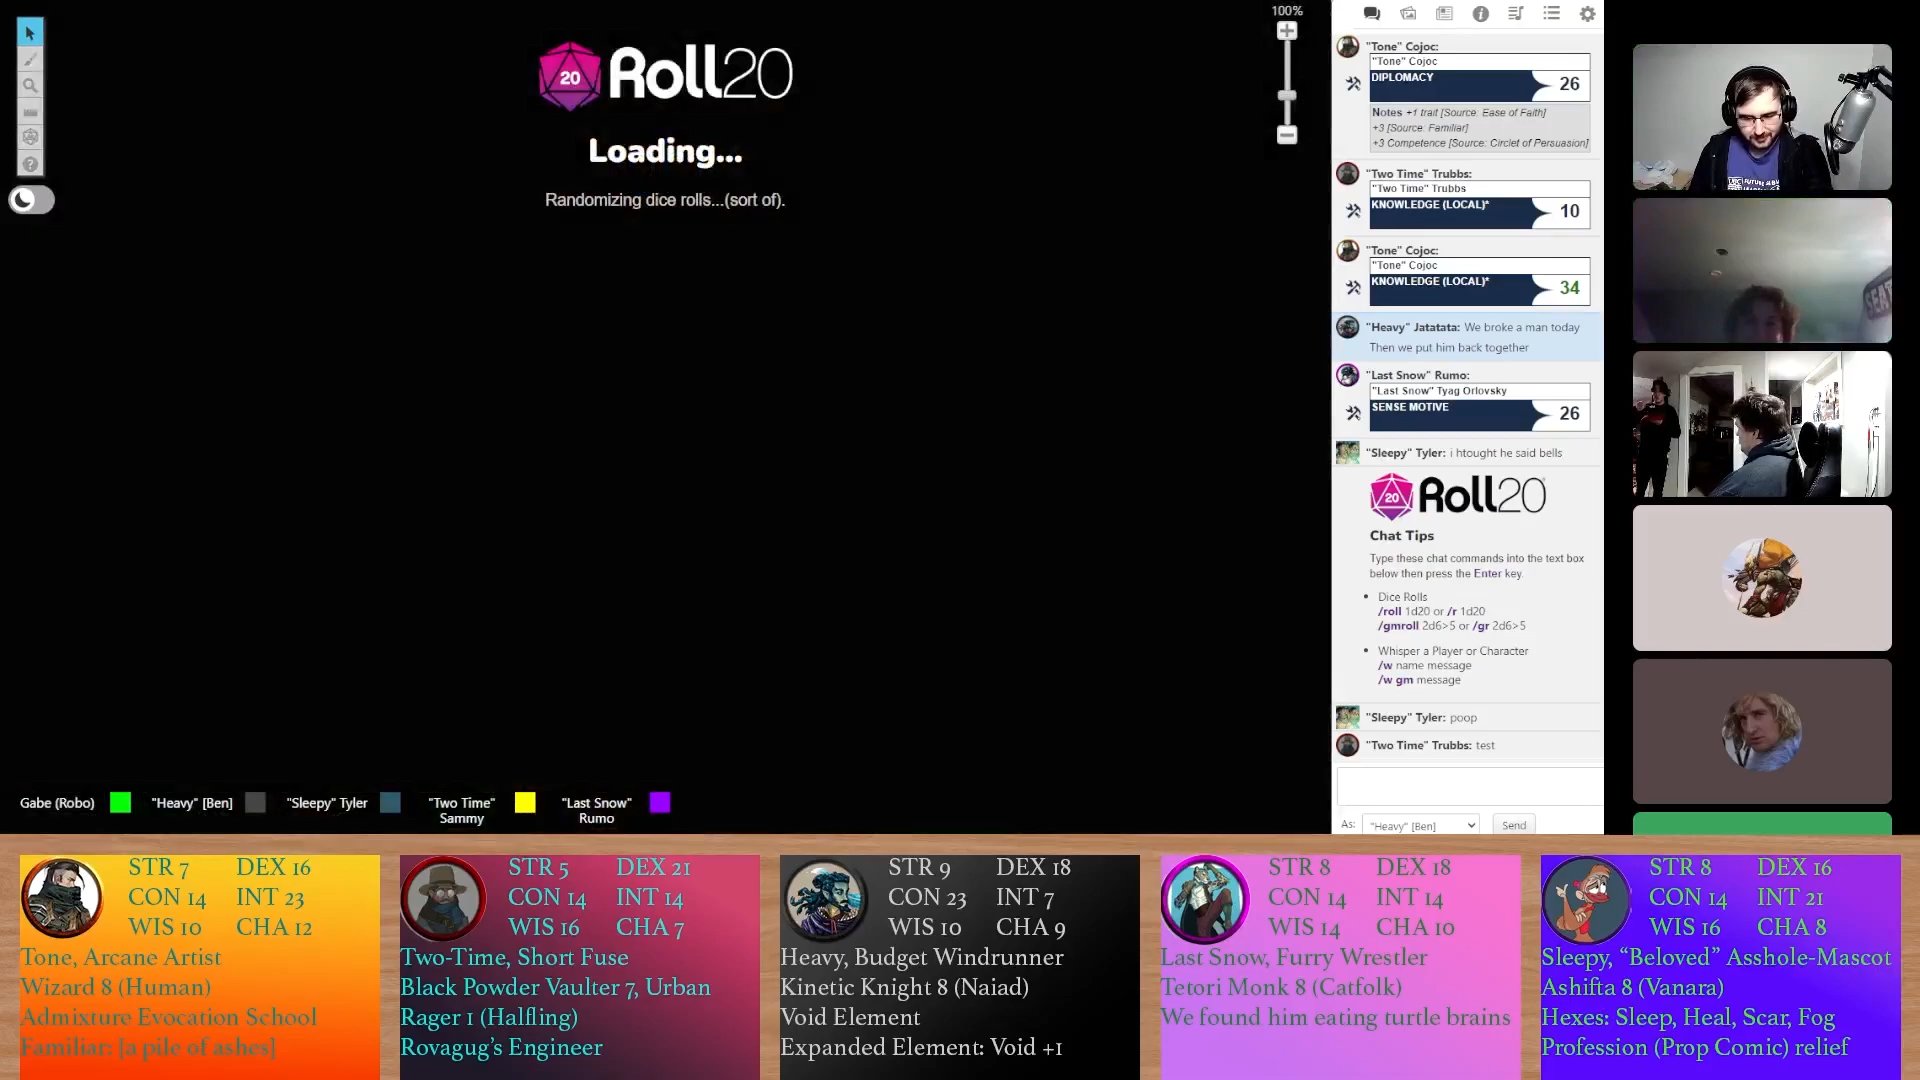 20 Roll20
Loading...
Randomizing dice rolls...(sort of).
100%
"Tone" Cojoc:
"Tone" Cojoc
DIPLOMACY 26
Notes +1 trait [Source: Ease of Faith]
+3 [Source: Familiar]
+3 Competence [Source: Circlet of Persuasion]
"Two Time" Trubbs:
"Two Time" Trubbs
KNOWLEDGE (LOCAL)* 10
"Tone" Cojoc:
"Tone" Cojoc
KNOWLEDGE (LOCAL)* 34
"Heavy" Jatatata: We broke a man today
Then we put him back together
"Last Snow" Rumo:
"Last Snow" Tyag Orlovsky
SENSE MOTIVE 26
"Sleepy" Tyler: i htought he said bells
20 Roll20
Chat Tips
Type these chat commands into the text box
below then press the Enter key.
• Dice Rolls
/roll 1d20 or /r 1d20
/gmroll 2d6>5 or /gr 2d6>5
• Whisper a Player or Character
/w name message
/w gm message
"Sleepy" Tyler: poop
"Two Time" Trubbs: test
As: "Heavy" [Ben] Send
Gabe (Robo)
"Heavy" [Ben]
"Sleepy" Tyler
"Two Time"
Sammy
"Last Snow"
Rumo
STR 7 DEX 16
CON 14 INT 23
WIS 10 CHA 12
Tone, Arcane Artist
Wizard 8 (Human)
Admixture Evocation School
Familiar: [a pile of ashes]
STR 5 DEX 21
CON 14 INT 14
WIS 16 CHA 7
Two-Time, Short Fuse
Black Powder Vaulter 7, Urban
Rager 1 (Halfling)
Rovagug's Engineer
STR 9 DEX 18
CON 23 INT 7
WIS 10 CHA 9
Heavy, Budget Windrunner
Kinetic Knight 8 (Naiad)
Void Element
Expanded Element: Void +1
STR 8 DEX 18
CON 14 INT 14
WIS 14 CHA 10
Last Snow, Furry Wrestler
Tetori Monk 8 (Catfolk)
We found him eating turtle brains
STR 8 DEX 16
CON 14 INT 21
WIS 16 CHA 8
Sleepy, “Beloved” Asshole-Mascot
Ashifta 8 (Vanara)
Hexes: Sleep, Heal, Scar, Fog
Profession (Prop Comic) relief